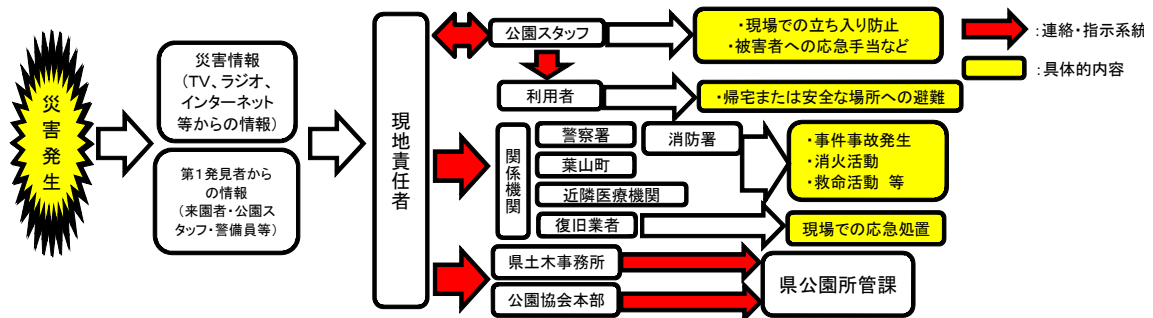 災害発生
災害情報
（TV、ラジオ、
インターネット
等からの情報）
第１発見者から
の情報
（来園者・公園ス
タッフ・警備員等）
現地責任者
公園スタッフ
・現場での立ち入り防止
・被害者への応急手当など
利用者
・帰宅または安全な場所への避難
関係機関
警察署
消防署
葉山町
近隣医療機関
復旧業者
・事件事故発生
・消火活動
・救命活動 等
現場での応急処置
県土木事務所
公園協会本部
県公園所管課
：連絡・指示系統
：具体的内容